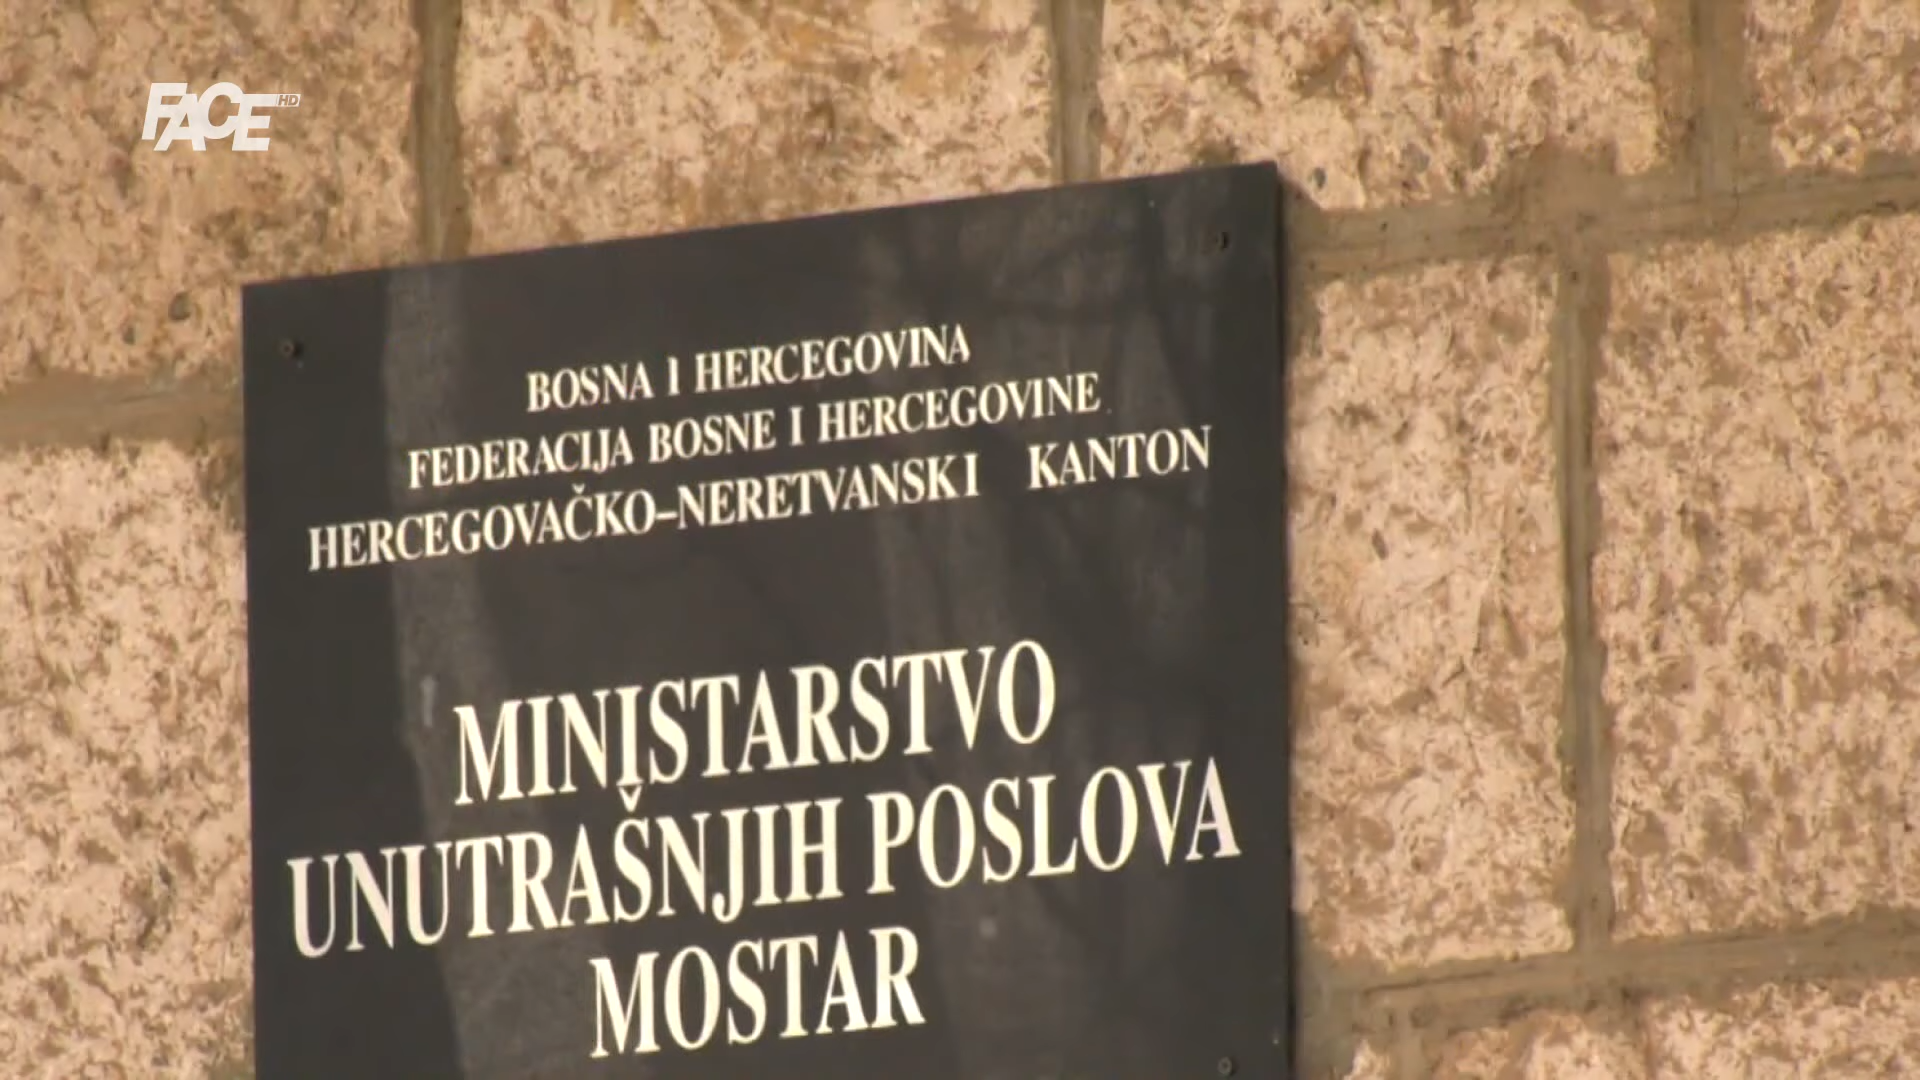 FACE HD
BOSNA I HERCEGOVINA
FEDERACIJA BOSNE I HERCEGOVINE
HERCEGOVAČKO–NERETVANSKI KANTON
MINISTARSTVO
UNUTRAŠNJIH POSLOVA
MOSTAR